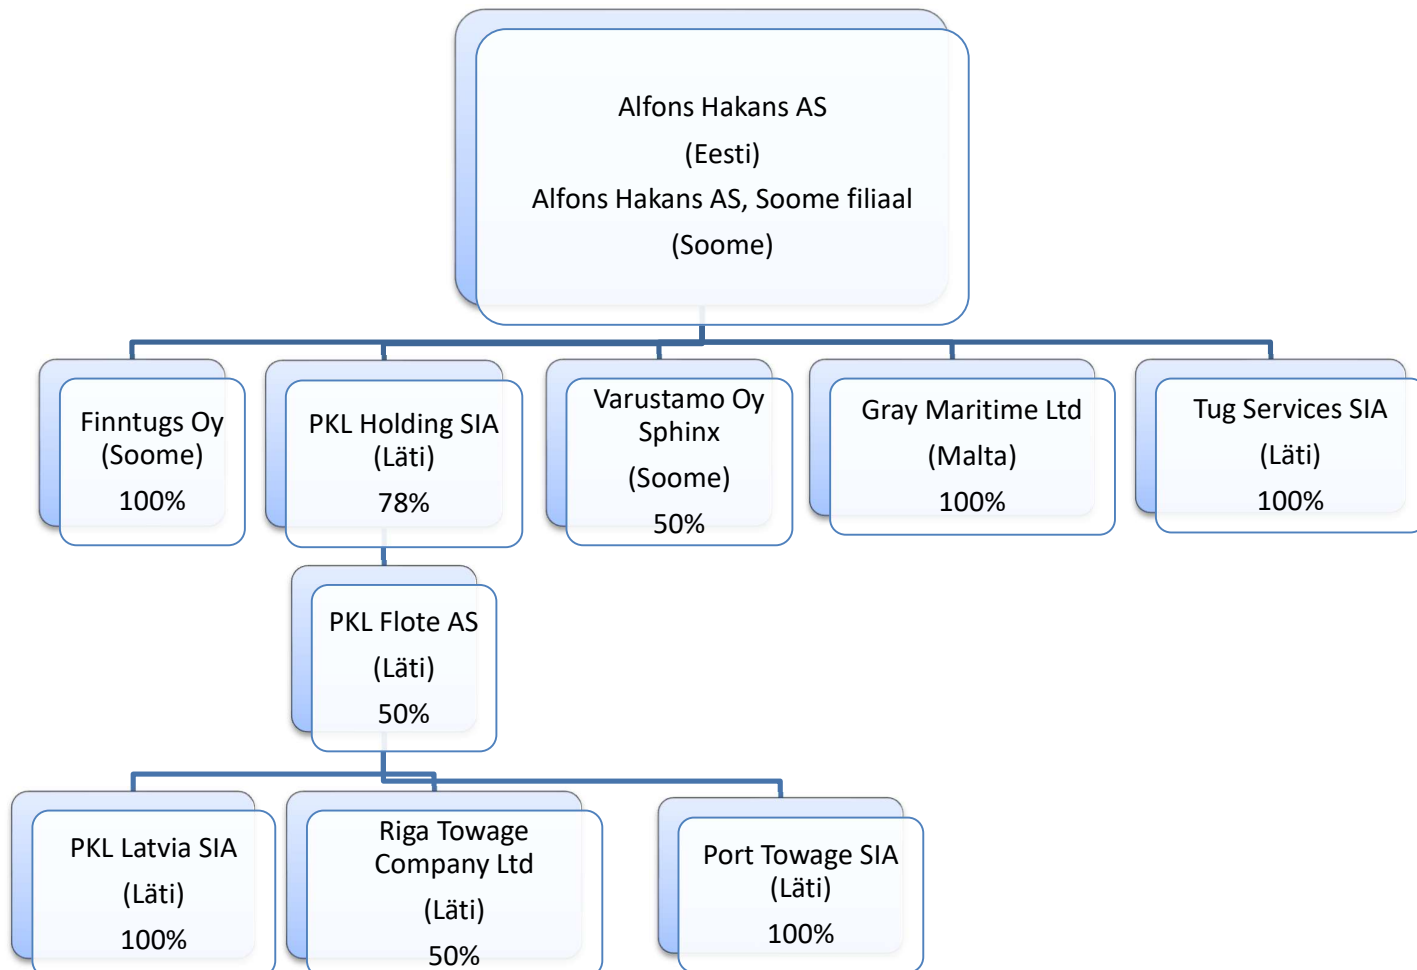 Alfons Hakans AS
(Eesti)
Alfons Hakans AS, Soome filiaal
(Soome)
Finntugs Oy
(Soome)
100%
PKL Holding SIA
(Läti)
78%
Varustamo Oy
Sphinx
(Soome)
50%
Gray Maritime Ltd
(Malta)
100%
Tug Services SIA
(Läti)
100%
PKL Flote AS
(Läti)
50%
PKL Latvia SIA
(Läti)
100%
Riga Towage
Company Ltd
(Läti)
50%
Port Towage SIA
(Läti)
100%